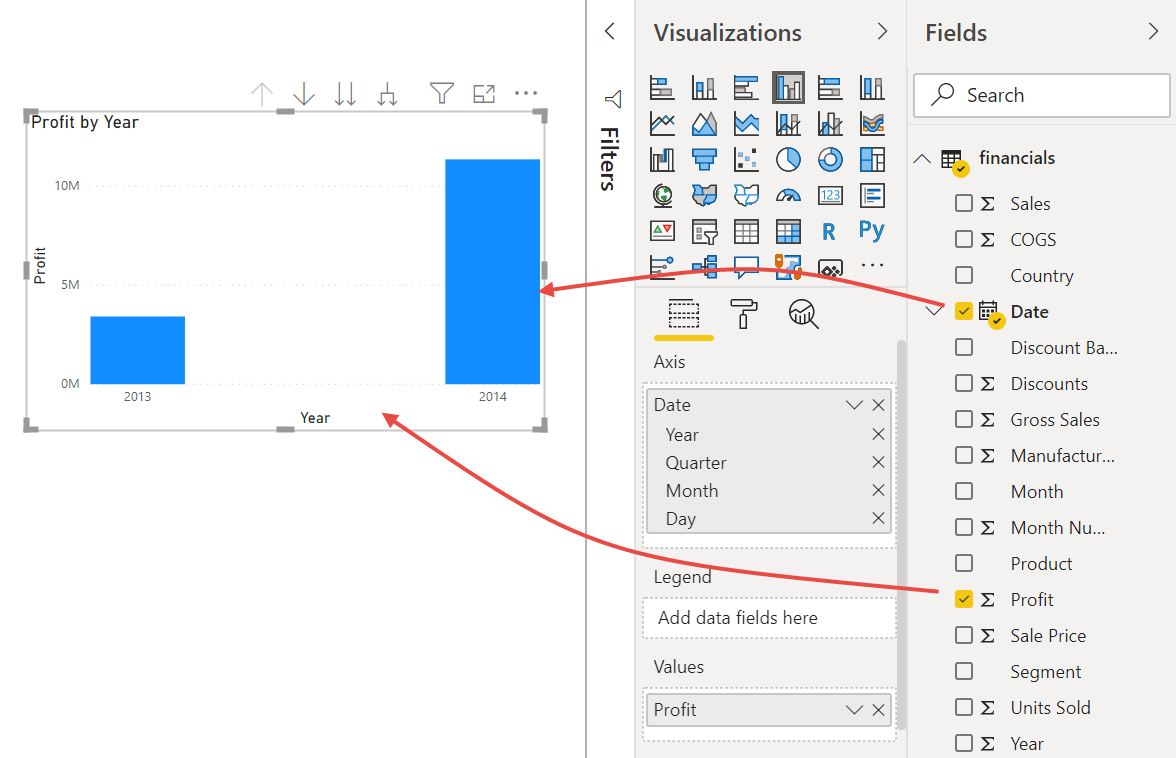 Profit by Year
10M
5M
0M
Profit
2013
2014
Year
Filters
Visualizations
123
R
Py
Axis
Date
Year
Quarter
Month
Day
Legend
Add data fields here
Values
Profit
Fields
Search
financials
Σ Sales
Σ COGS
Country
Date
Discount Ba...
Σ Discounts
Σ Gross Sales
Σ Manufactur...
Month
Σ Month Nu...
Product
Σ Profit
Σ Sale Price
Segment
Σ Units Sold
Σ Year